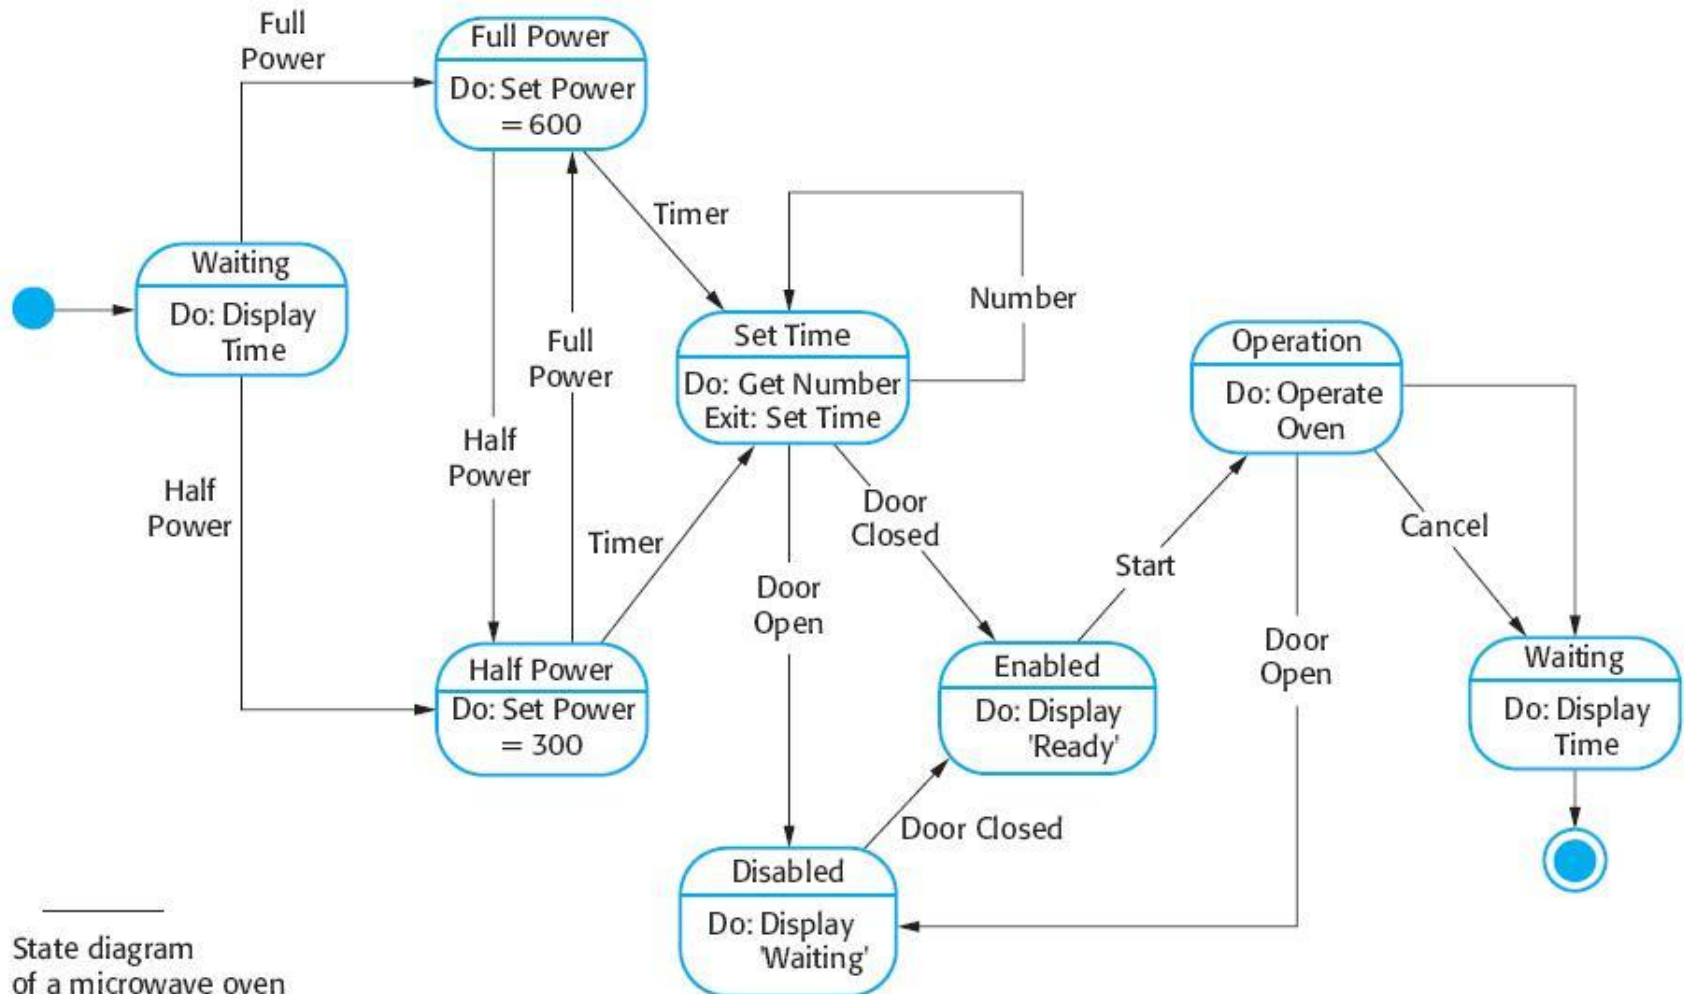 Full
Power
Full Power
Do: Set Power
= 600
Timer
Waiting
Do: Display
Time
Full
Power
Half
Power
Half
Power
Number
Set Time
Do: Get Number
Exit: Set Time
Operation
Do: Operate
Oven
Timer
Door
Closed
Door
Open
Start
Cancel
Door
Open
Half Power
Do: Set Power
= 300
Enabled
Do: Display
'Ready'
Waiting
Do: Display
Time
Door Closed
Disabled
Do: Display
'Waiting'
State diagram
of a microwave oven